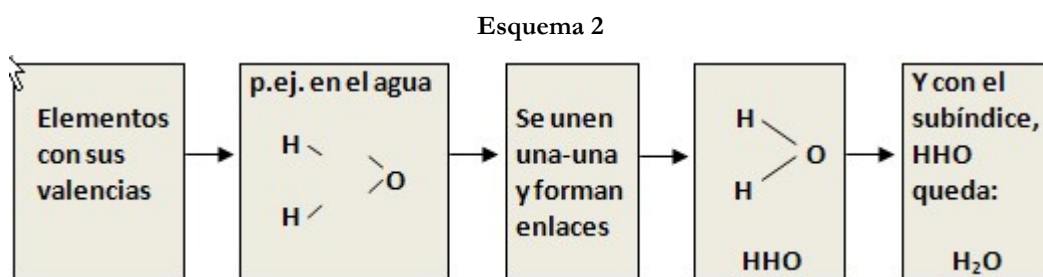 Esquema 2
Elementos
con sus
valencias
p.ej. en el agua
H
O
H
Se unen
una-una
y forman
enlaces
H
O
H
HHO
Y con el
subíndice,
HHO
queda:
H₂O